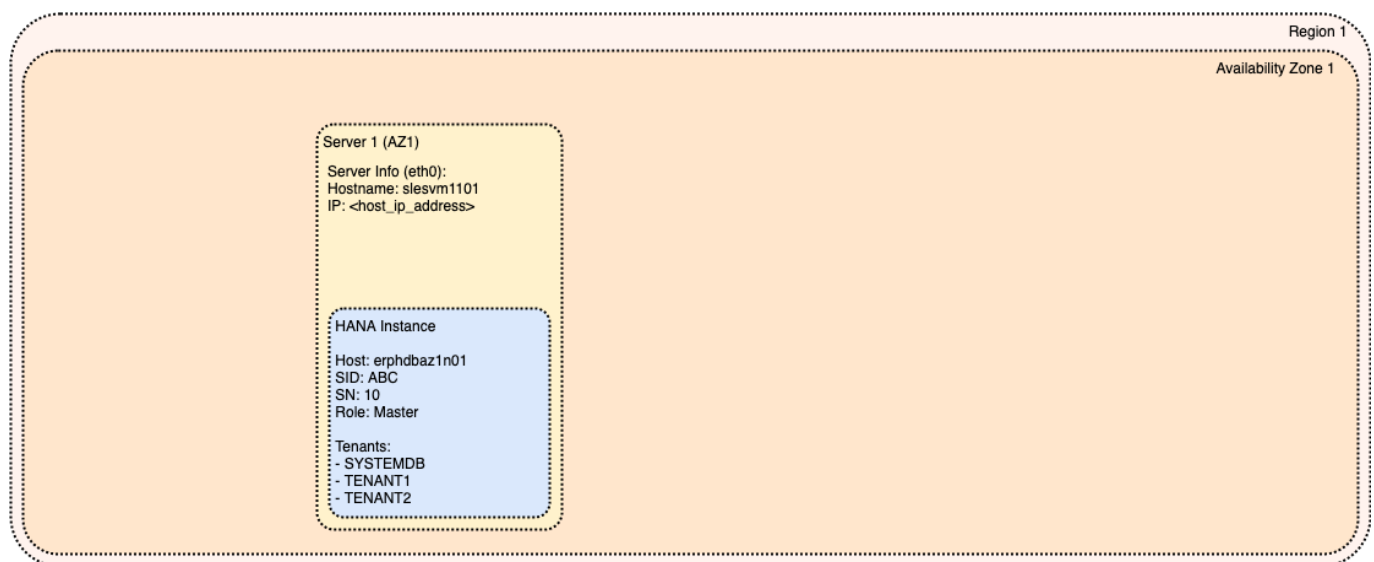 Region 1
Availability Zone 1
Server 1 (AZ1)
Server Info (eth0):
Hostname: slesvm1101
IP: <host_ip_address>
HANA Instance
Host: erphdbaz1n01
SID: ABC
SN: 10
Role: Master
Tenants:
- SYSTEMDB
- TENANT1
- TENANT2